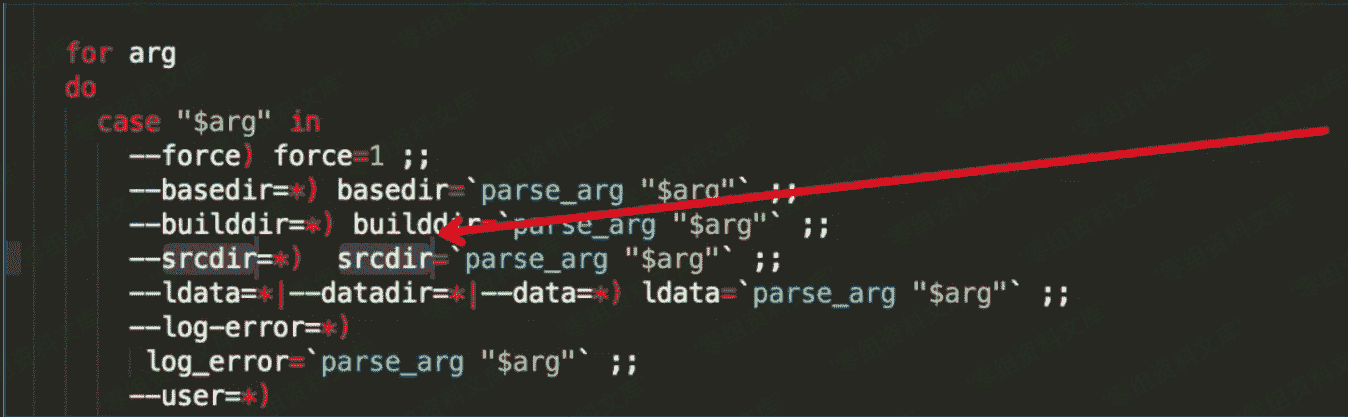 for arg
do
case "$arg" in
--force) force=1 ;;
--basedir=*) basedir=`parse_arg "$arg"` ;;
--builddir=*) builddir=`parse_arg "$arg"` ;;
--srcdir=*)  srcdir=`parse_arg "$arg"` ;;
--ldata=*|--datadir=*|--data=*) ldata=`parse_arg "$arg"` ;;
--log-error=*)
log_error=`parse_arg "$arg"` ;;
--user=*)